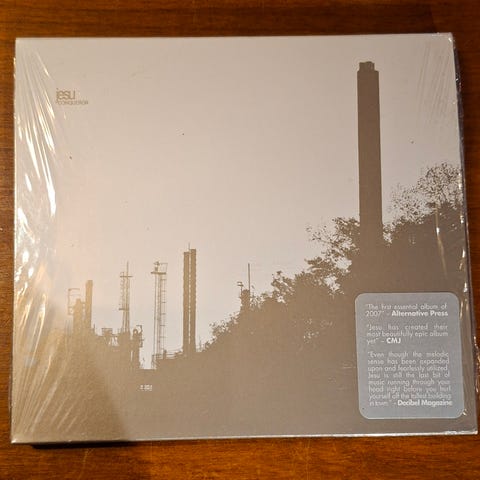 jesu
conqueror
"The first essential album of
2007" - Alternative Press
"Jesu has created their
most beautifully epic album
yet" - CMJ
"Even though the melodic
sense has been expanded
upon and fearlessly utilized
Jesu is still the last bit of
music running through your
head right before you hurl
yourself off the tallest building
in town." - Decibel Magazine